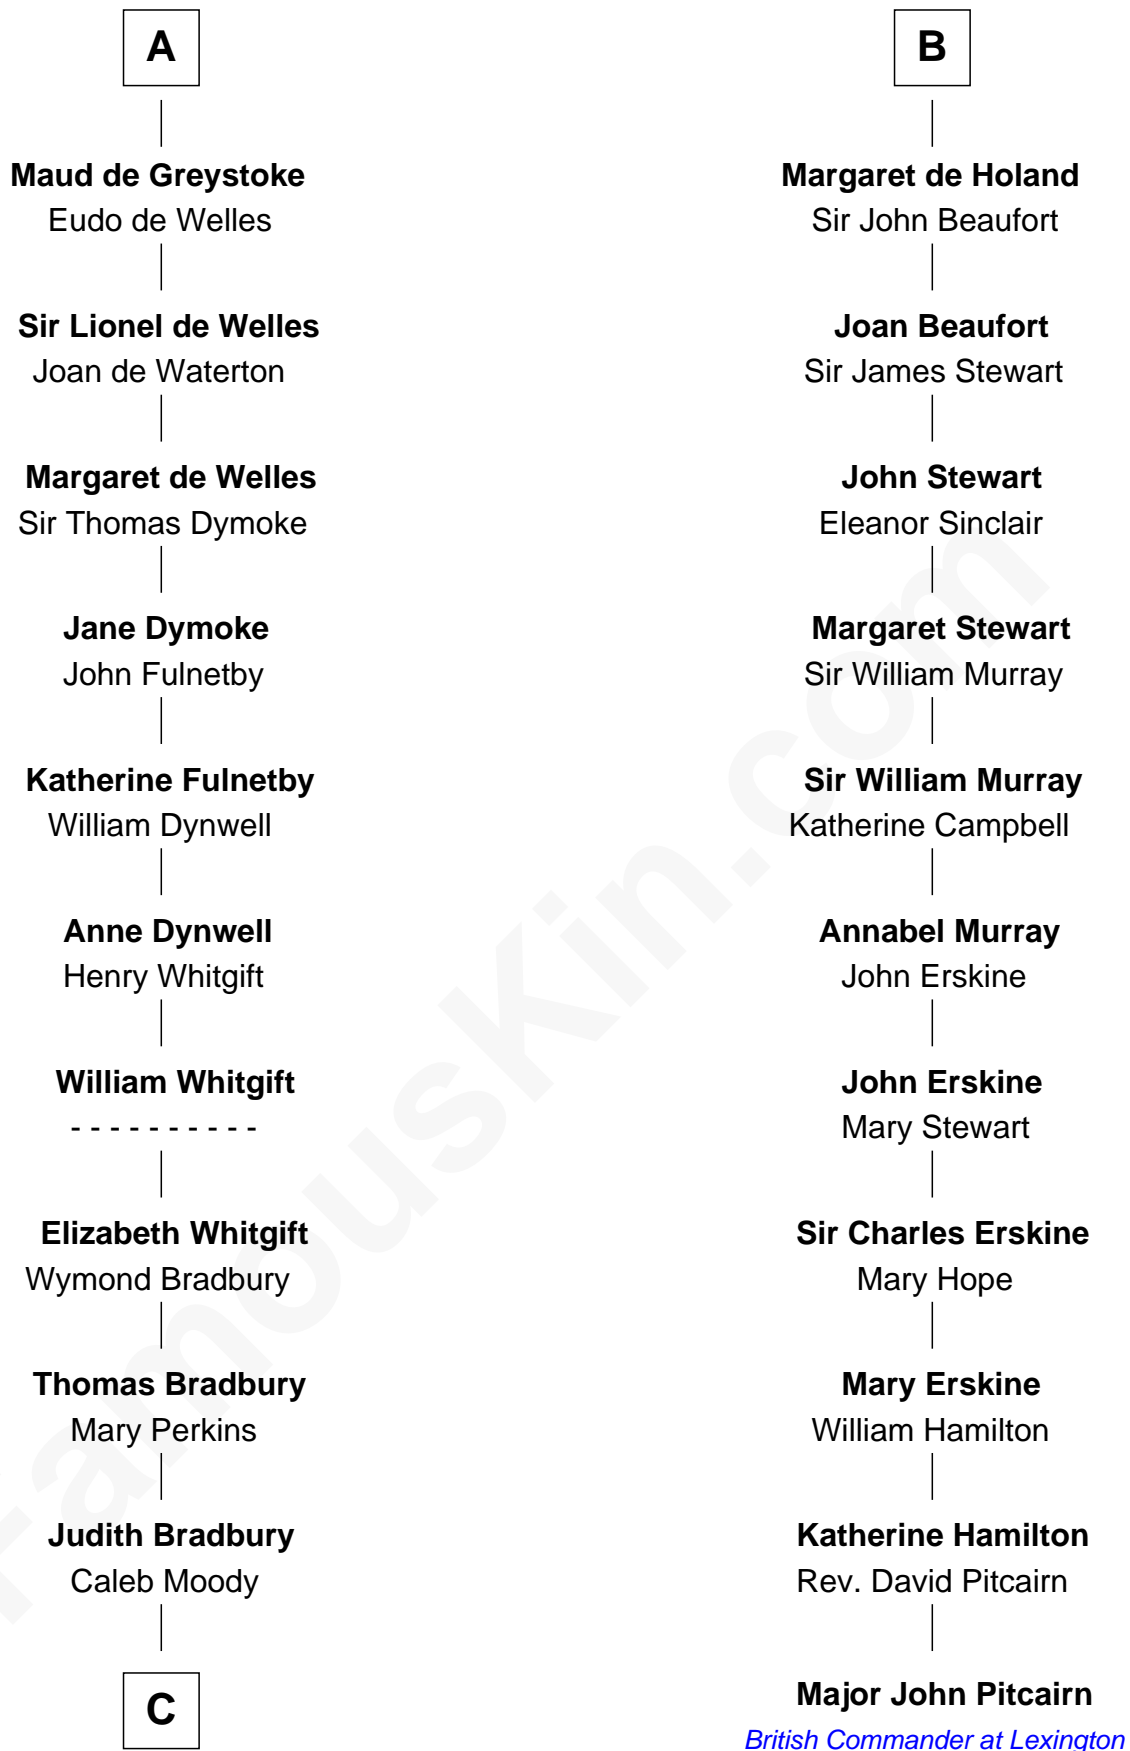 A
Maud de Greystoke
Eudo de Welles
Sir Lionel de Welles
Joan de Waterton
Margaret de Welles
Sir Thomas Dymoke
Jane Dymoke
John Fulnetby
Katherine Fulnetby
William Dynwell
Anne Dynwell
Henry Whitgift
William Whitgift
- - - - - - - - - -
Elizabeth Whitgift
Wymond Bradbury
Thomas Bradbury
Mary Perkins
Judith Bradbury
Caleb Moody
C
B
Margaret de Holand
Sir John Beaufort
Joan Beaufort
Sir James Stewart
John Stewart
Eleanor Sinclair
Margaret Stewart
Sir William Murray
Sir William Murray
Katherine Campbell
Annabel Murray
John Erskine
John Erskine
Mary Stewart
Sir Charles Erskine
Mary Hope
Mary Erskine
William Hamilton
Katherine Hamilton
Rev. David Pitcairn
Major John Pitcairn
British Commander at Lexington
FamousKin.com